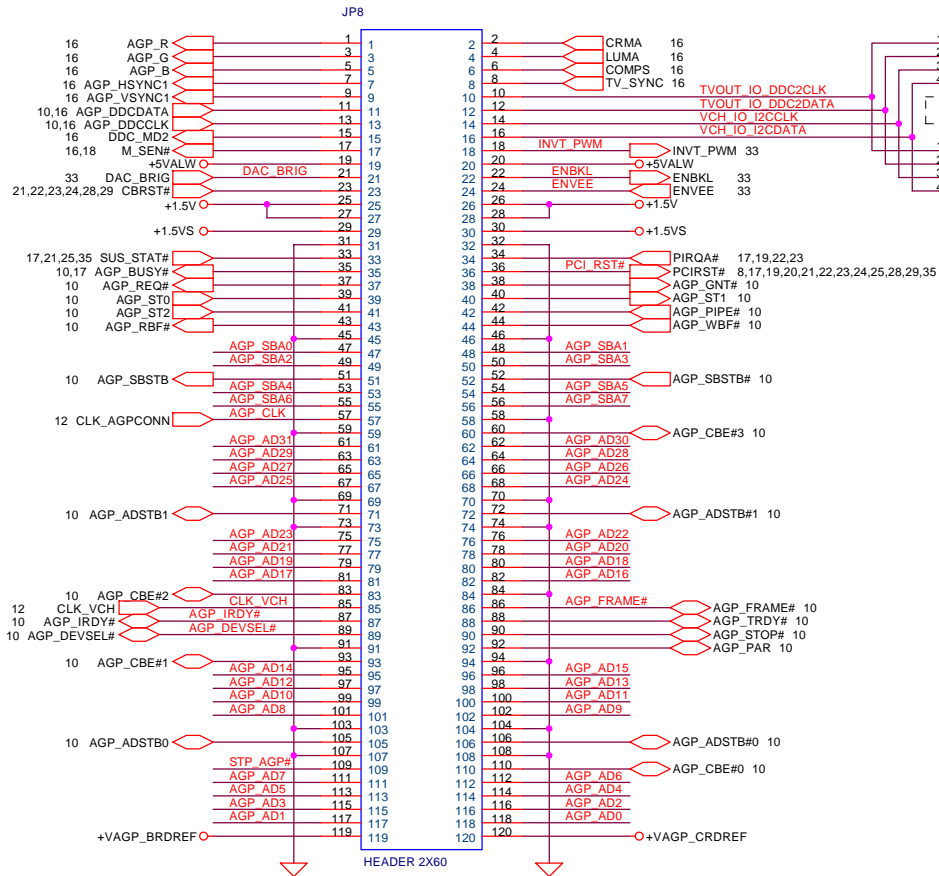 JP8
16 AGP_R 1 1 2 2 CRMA 16
16 AGP_G 3 3 4 4 LUMA 16
16 AGP_B 5 5 6 6 COMPS 16
16 AGP_HSYNC1 7 7 8 8 TV_SYNC 16
16 AGP_VSYNC1 9 9 10 10 TVOUT_IO_DDC2CLK
10,16 AGP_DDCDATA 11 11 12 12 TVOUT_IO_DDC2DATA
10,16 AGP_DDCCLK 13 13 14 14 VCH_IO_I2CCLK
16 DDC_MD2 15 15 16 16 VCH_IO_I2CDATA
16,18 M_SEN# 17 17 18 18 INVT_PWM INVT_PWM 33
+5VALW 19 19 20 20 +5VALW
33 DAC_BRIG DAC_BRIG 21 21 22 22 ENBKL ENBKL 33
21,22,23,24,28,29 CBRST# 23 23 24 24 ENVEE ENVEE 33
+1.5V 25 25 26 26 +1.5V
27 27 28 28
+1.5VS 29 29 30 30 +1.5VS
31 31 32 32
17,21,25,35 SUS_STAT# 33 33 34 34 PIRQA# 17,19,22,23
10,17 AGP_BUSY# 35 35 36 36 PCI_RST# PCIRST# 8,17,19,20,21,22,23,24,25,28,29,35
10 AGP_REQ# 37 37 38 38 AGP_GNT# 10
10 AGP_ST0 39 39 40 40 AGP_ST1 10
10 AGP_ST2 41 41 42 42 AGP_PIPE# 10
10 AGP_RBF# 43 43 44 44 AGP_WBF# 10
45 45 46 46
AGP_SBA0 47 47 48 48 AGP_SBA1
AGP_SBA2 49 49 50 50 AGP_SBA3
10 AGP_SBSTB 51 51 52 52 AGP_SBSTB# 10
AGP_SBA4 53 53 54 54 AGP_SBA5
AGP_SBA6 55 55 56 56 AGP_SBA7
12 CLK_AGPCONN AGP_CLK 57 57 58 58
59 59 60 60 AGP_CBE#3 10
AGP_AD31 61 61 62 62 AGP_AD30
AGP_AD29 63 63 64 64 AGP_AD28
AGP_AD27 65 65 66 66 AGP_AD26
AGP_AD25 67 67 68 68 AGP_AD24
69 69 70 70
10 AGP_ADSTB1 71 71 72 72 AGP_ADSTB#1 10
73 73 74 74
AGP_AD23 75 75 76 76 AGP_AD22
AGP_AD21 77 77 78 78 AGP_AD20
AGP_AD19 79 79 80 80 AGP_AD18
AGP_AD17 81 81 82 82 AGP_AD16
10 AGP_CBE#2 83 83 84 84
12 CLK_VCH CLK_VCH 85 85 86 86 AGP_FRAME# AGP_FRAME# 10
10 AGP_IRDY# AGP_IRDY# 87 87 88 88 AGP_TRDY# 10
10 AGP_DEVSEL# AGP_DEVSEL# 89 89 90 90 AGP_STOP# 10
91 91 92 92 AGP_PAR 10
10 AGP_CBE#1 93 93 94 94
AGP_AD14 95 95 96 96 AGP_AD15
AGP_AD12 97 97 98 98 AGP_AD13
AGP_AD10 99 99 100 100 AGP_AD11
AGP_AD8 101 101 102 102 AGP_AD9
103 103 104 104
10 AGP_ADSTB0 105 105 106 106 AGP_ADSTB#0 10
107 107 108 108
STP_AGP# 109 109 110 110 AGP_CBE#0 10
AGP_AD7 111 111 112 112 AGP_AD6
AGP_AD5 113 113 114 114 AGP_AD4
AGP_AD3 115 115 116 116 AGP_AD2
AGP_AD1 117 117 118 118 AGP_AD0
+VAGP_BRDREF 119 119 120 120 +VAGP_CRDREF
HEADER 2X60